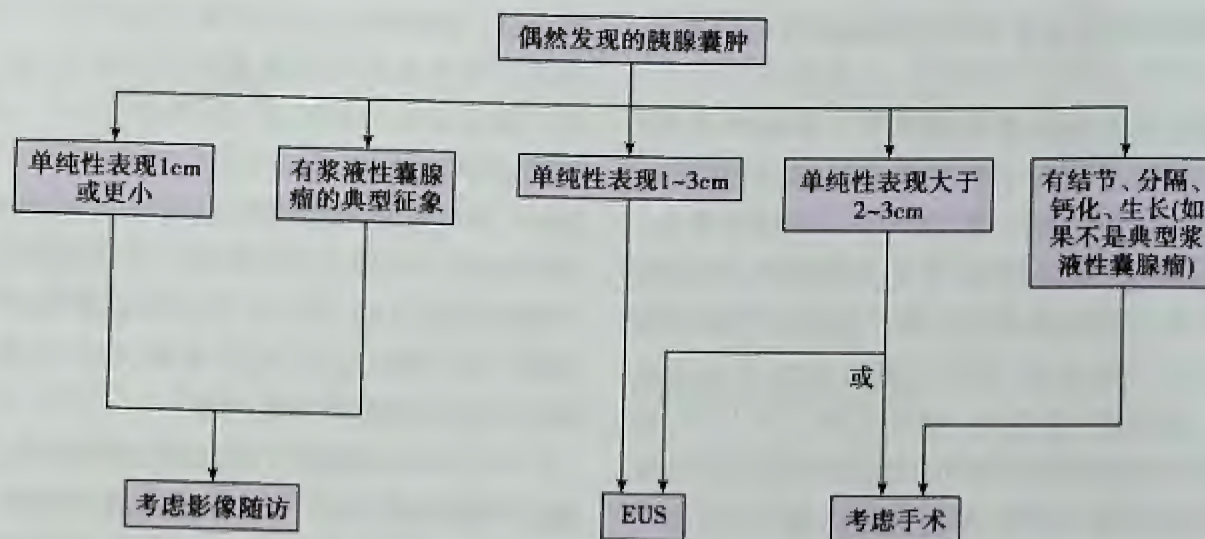 偶然发现的胰腺囊肿
单纯性表现1cm
或更小
有浆液性囊腺
瘤的典型征象
单纯性表现1~3cm
单纯性表现大于
2~3cm
有结节、分隔、
钙化、生长(如
果不是典型浆
液性囊腺瘤)
或
考虑影像随访
EUS
考虑手术